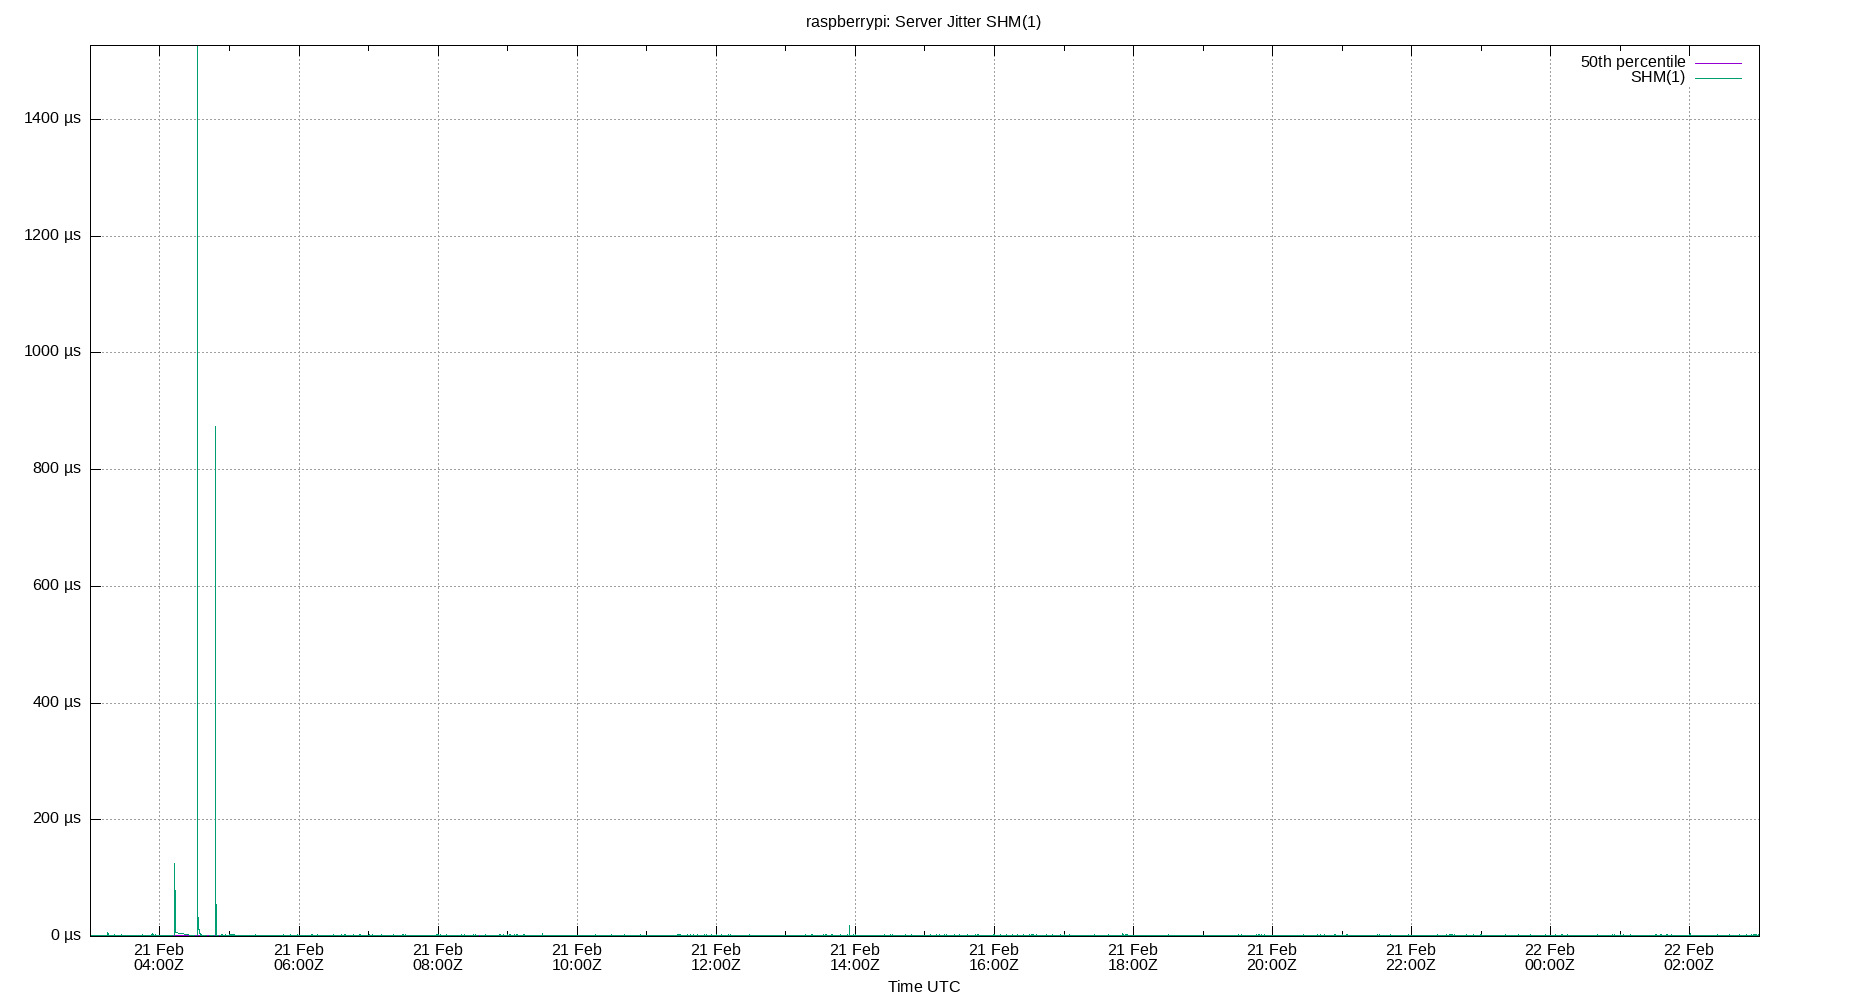 raspberrypi: Server Jitter SHM(1)
50th percentile
SHM(1)
1400 µs
1200 µs
1000 µs
800 µs
600 µs
400 µs
200 µs
0 µs
21 Feb 21 Feb 21 Feb 21 Feb 21 Feb 21 Feb 21 Feb 21 Feb 21 Feb 21 Feb 22 Feb 22 Feb
04:00Z 06:00Z 08:00Z 10:00Z 12:00Z 14:00Z 16:00Z 18:00Z 20:00Z 22:00Z 00:00Z 02:00Z
Time UTC